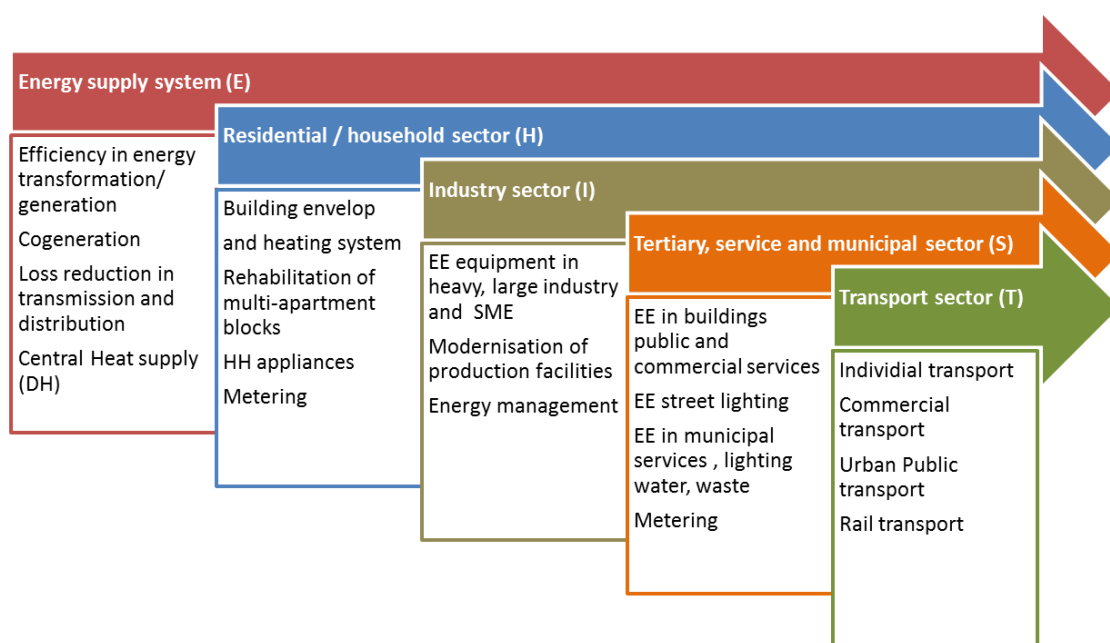 Energy supply system (E)
Efficiency in energy
transformation/
generation
Cogeneration
Loss reduction in
transmission and
distribution
Central Heat supply
(DH)
Residential / household sector (H)
Building envelop
and heating system
Rehabilitation of
multi-apartment
blocks
HH appliances
Metering
Industry sector (I)
EE equipment in
heavy, large industry
and  SME
Modernisation of
production facilities
Energy management
Tertiary, service and municipal sector (S)
EE in buildings
public and
commercial services
EE street lighting
EE in municipal
services , lighting
water, waste
Metering
Transport sector (T)
Individial transport
Commercial
transport
Urban Public
transport
Rail transport